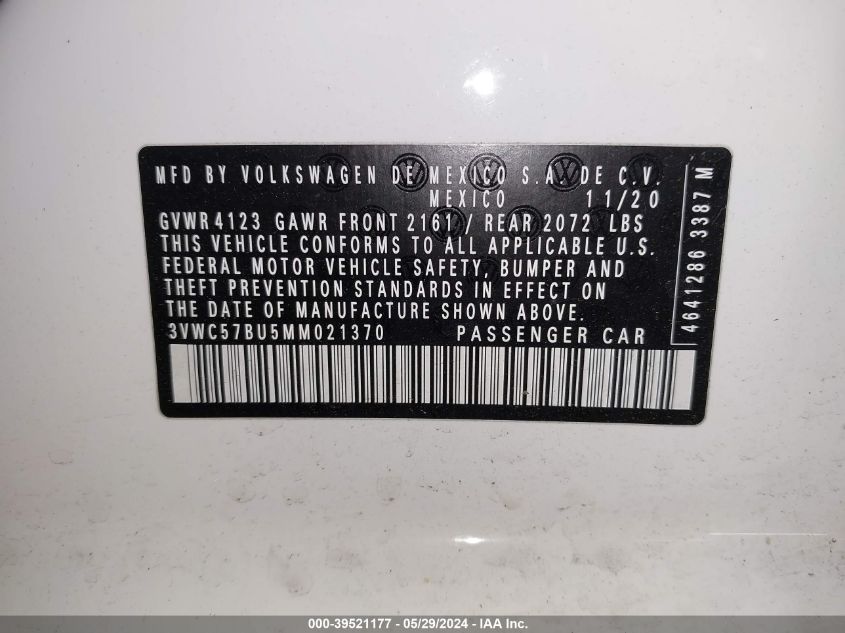 MFD BY VOLKSWAGEN DE MEXICO S.A. DE C.V.
MEXICO 11/20
GVWR 4123 GAWR FRONT 2161 / REAR 2072 LBS
THIS VEHICLE CONFORMS TO ALL APPLICABLE U.S.
FEDERAL MOTOR VEHICLE SAFETY, BUMPER AND
THEFT PREVENTION STANDARDS IN EFFECT ON
THE DATE OF MANUFACTURE SHOWN ABOVE.
3VWC57BU5MM021370 PASSENGER CAR
4641286 3387 M
000-39521177 - 05/29/2024 - IAA Inc.